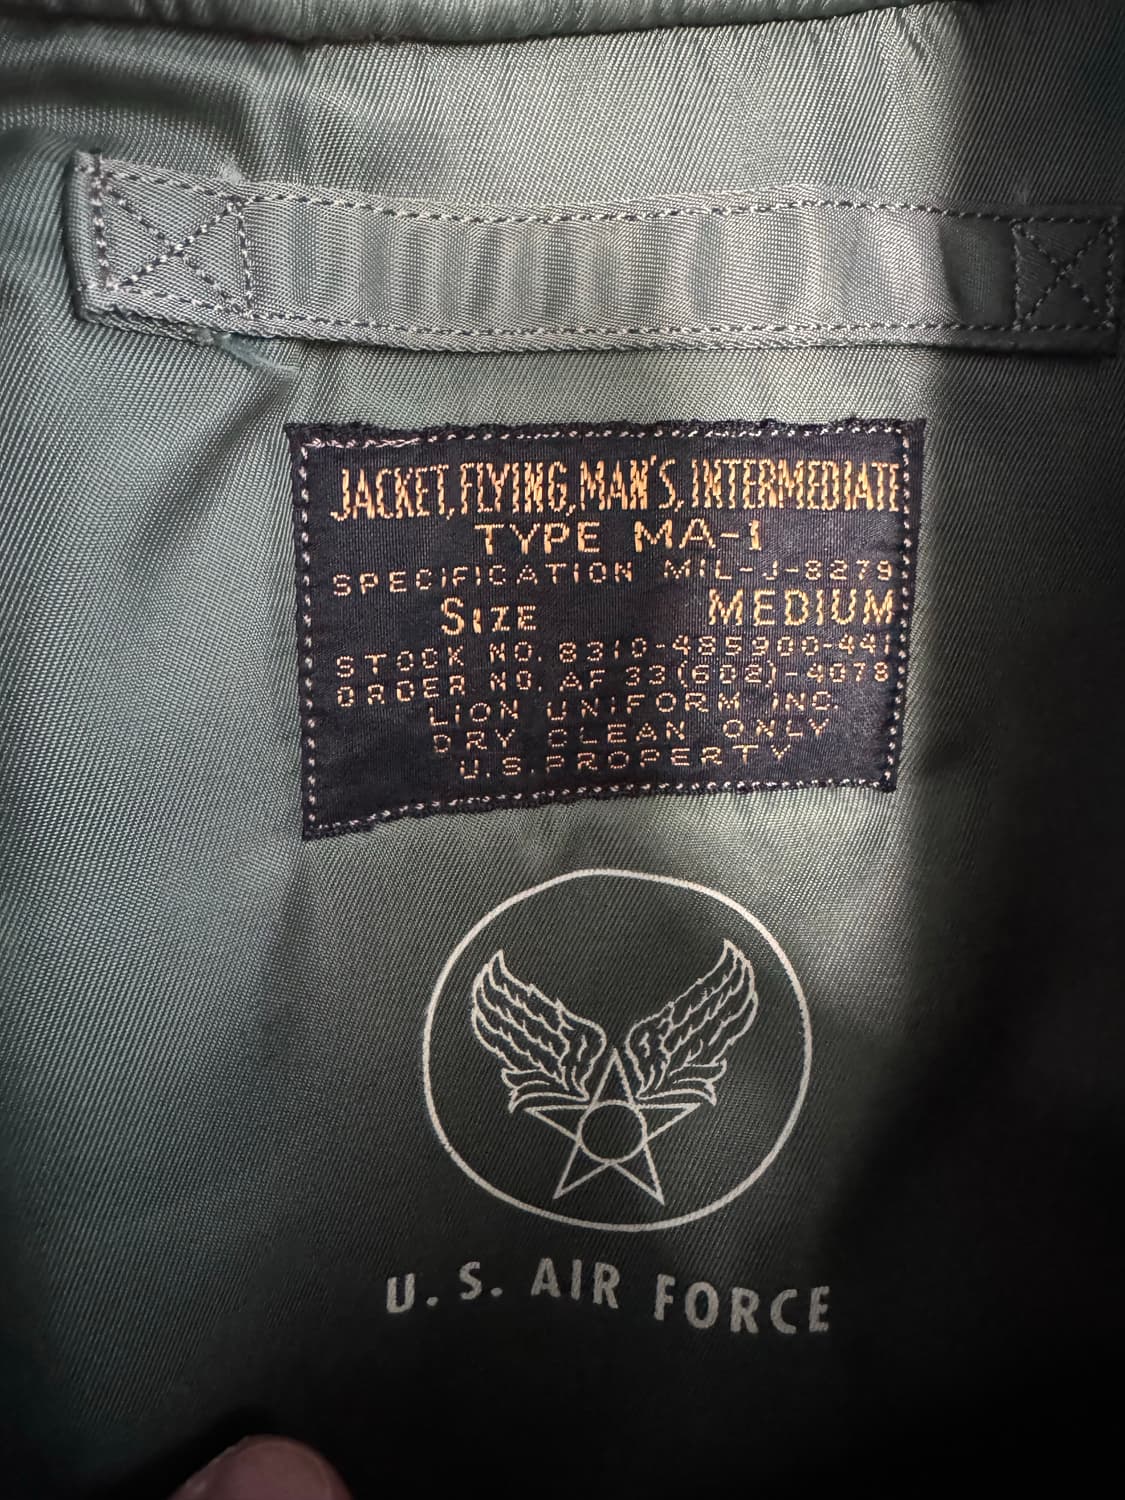 JACKET, FLYING, MAN'S, INTERMEDIATE
TYPE MA-1
SPECIFICATION MIL-J-8279
SIZE MEDIUM
STOCK NO. 8310-485900-441
ORDER NO. AF 33(602)-4078
LION UNIFORM INC.
DRY CLEAN ONLY
U.S.PROPERTY
U. S. AIR FORCE